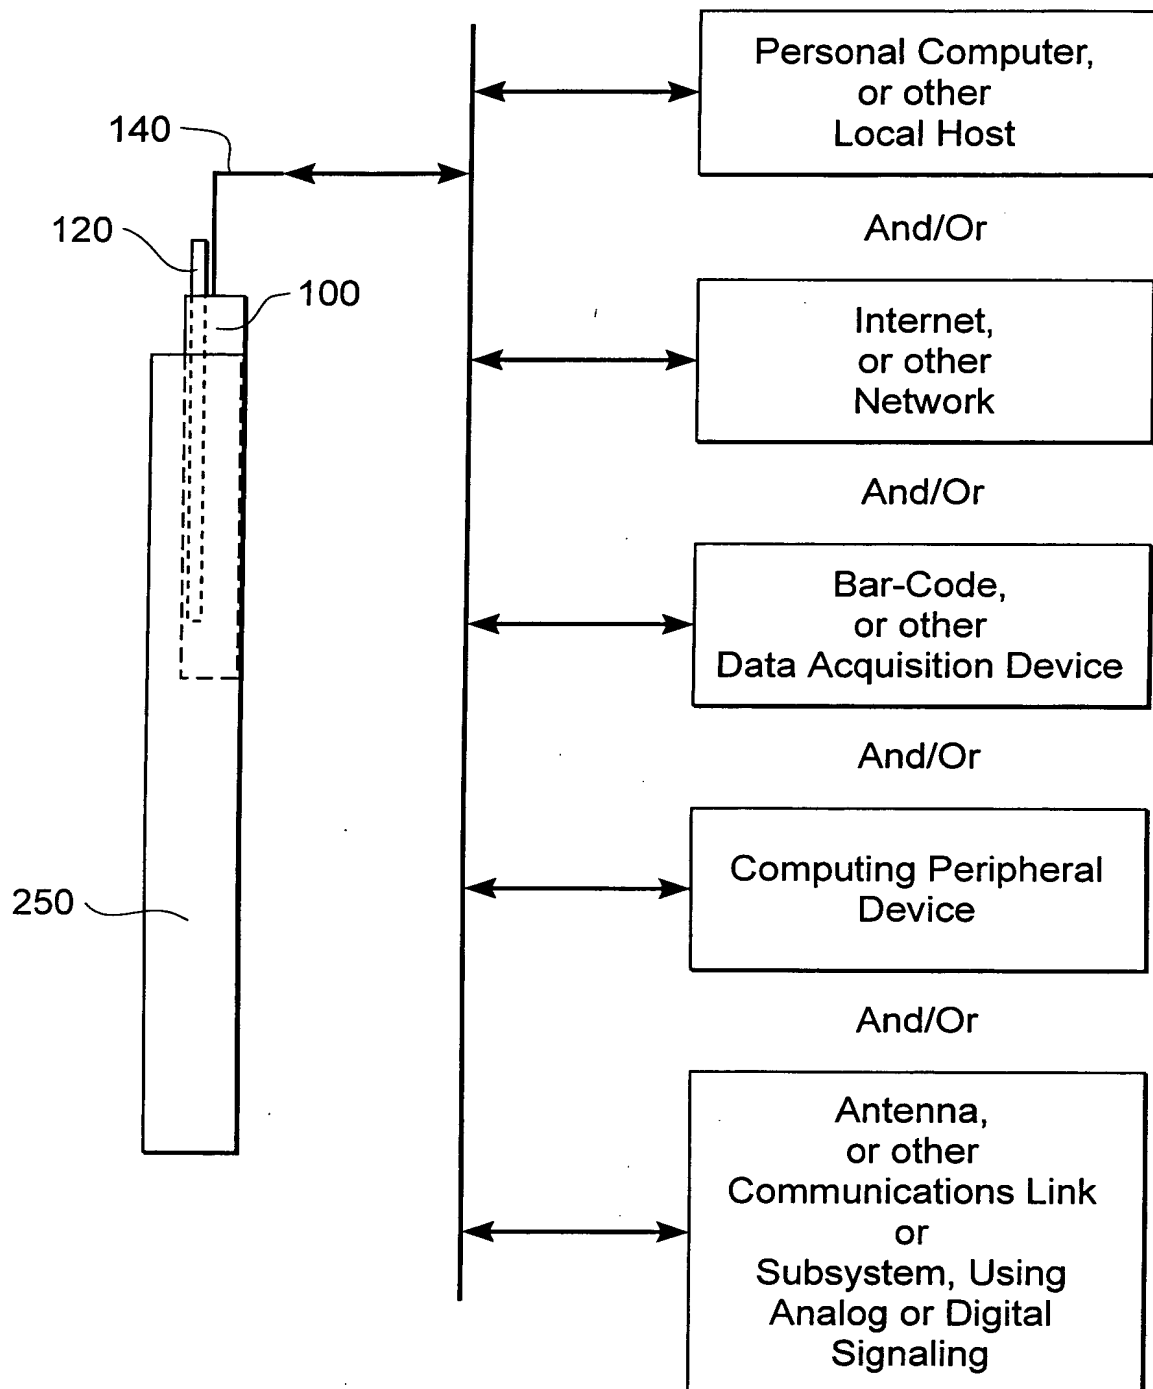 Personal Computer,
or other
Local Host
140
And/Or
120
100
Internet,
or other
Network
And/Or
Bar-Code,
or other
Data Acquisition Device
And/Or
Computing Peripheral
Device
250
And/Or
Antenna,
or other
Communications Link
or
Subsystem, Using
Analog or Digital
Signaling